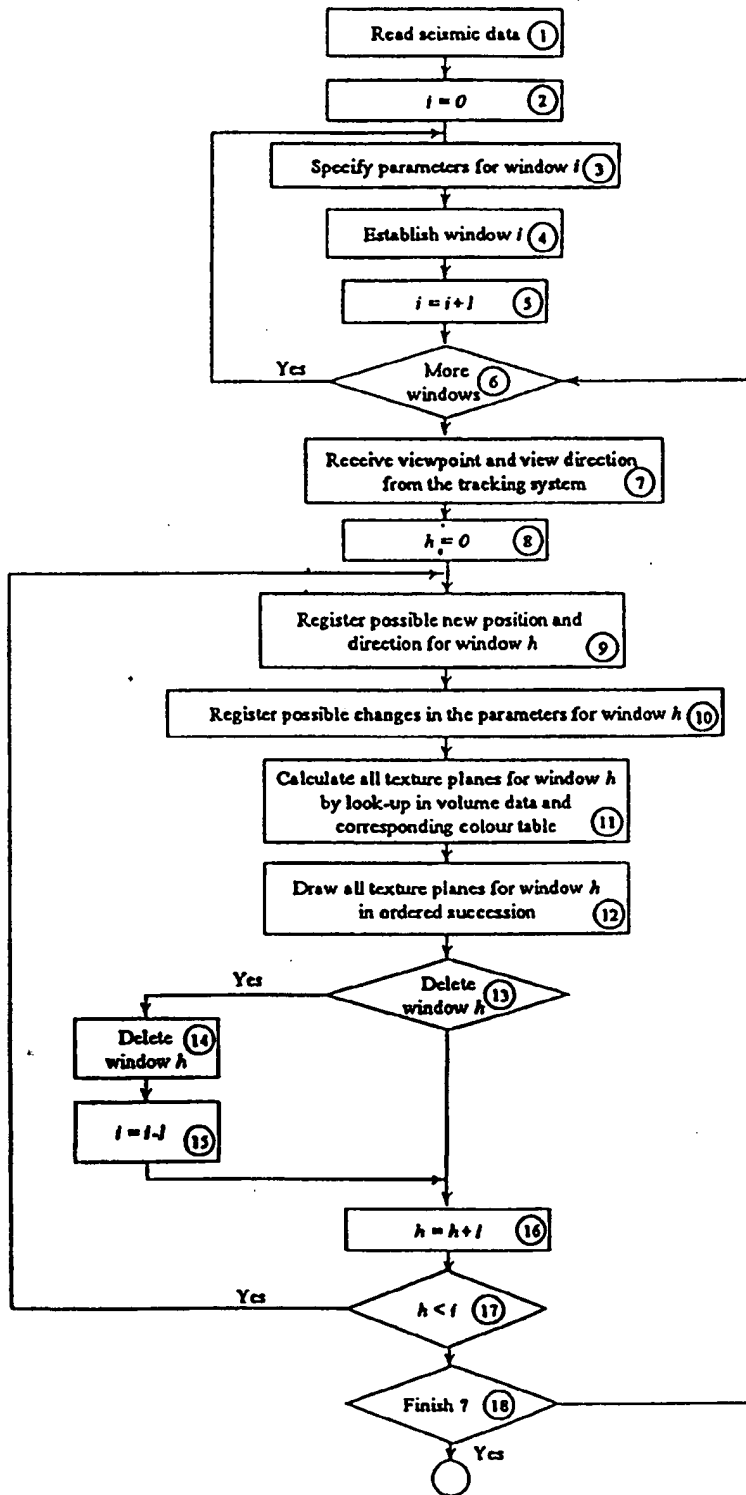 Read seismic data 1
i = 0 2
Specify parameters for window i 3
Establish window i 4
i = i+1 5
Yes
More
windows 6
Receive viewpoint and view direction
from the tracking system 7
h = 0 8
Register possible new position and
direction for window h 9
Register possible changes in the parameters for window h 10
Calculate all texture planes for window h
by look-up in volume data and
corresponding colour table 11
Draw all texture planes for window h
in ordered succession 12
Yes
Delete
window h 13
Delete
window h 14
i = i-1 15
h = h+1 16
Yes
h < i 17
Finish ? 18
Yes